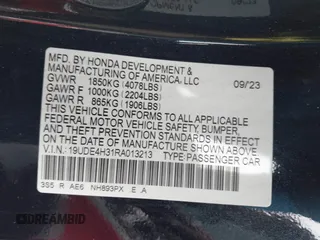 MFD. BY HONDA DEVELOPMENT &
MANUFACTURING OF AMERICA, LLC
09/23
GVWR 1850KG (4078LBS)
GAWR F 1000KG (2204LBS)
GAWR R 865KG (1908LBS)
THIS VEHICLE CONFORMS TO ALL APPLICABLE
FEDERAL MOTOR VEHICLE SAFETY, BUMPER,
AND THEFT PREVENTION STANDARDS IN EFFECT
ON THE DATE OF MANUFACTURE SHOWN ABOVE.
V.I.N.:19UDE4H31RA013213 TYPE:PASSENGER CAR
3S5 R AE6 NH893PX E A
DREAMBID